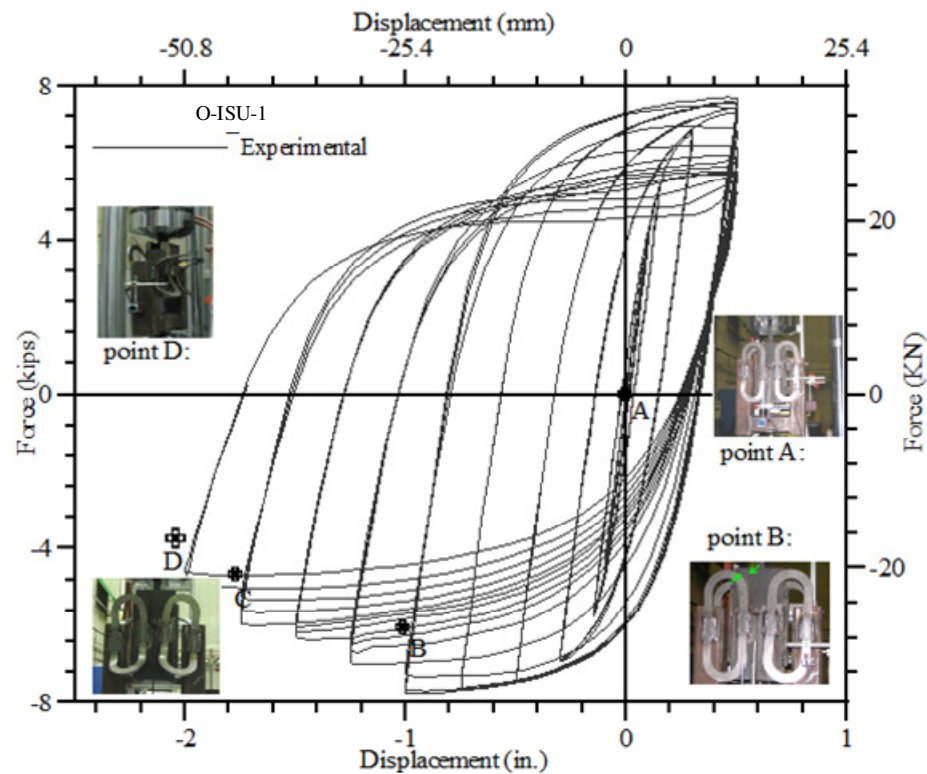 Displacement (mm)
-50.8 -25.4 0 25.4
8
O-ISU-1
Experimental
20
4
point D:
Force (kips)
0
0
Force (KN)
A
point A:
point B:
-4
D
-20
C
B
-8
-2 -1 0 1
Displacement (in.)